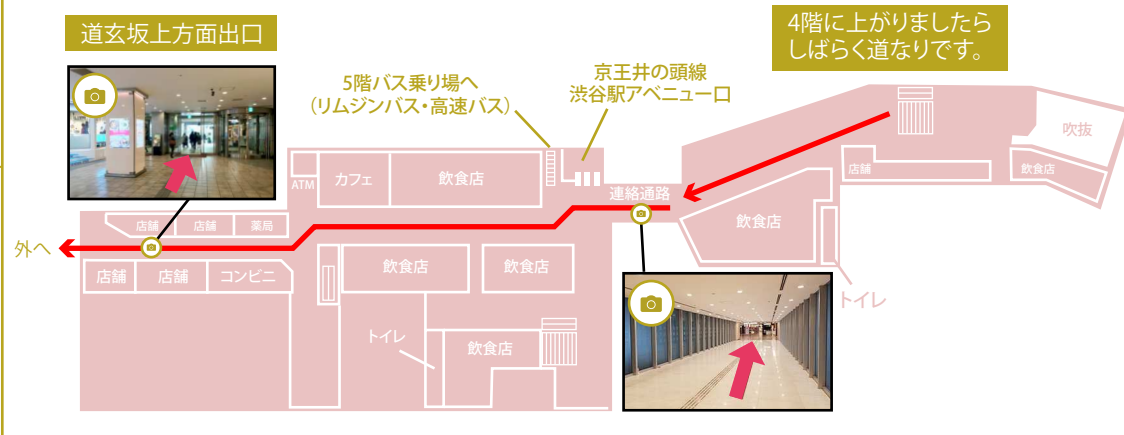 道玄坂上方面出口
4階に上がりましたら
しばらく道なりです。
5階バス乗り場へ
（リムジンバス・高速バス）
京王井の頭線
渋谷駅アベニュー口
吹抜
店舗
飲食店
ATM
カフェ
飲食店
連絡通路
飲食店
店舗
店舗
薬局
外へ
店舗
店舗
コンビニ
飲食店
飲食店
トイレ
トイレ
飲食店